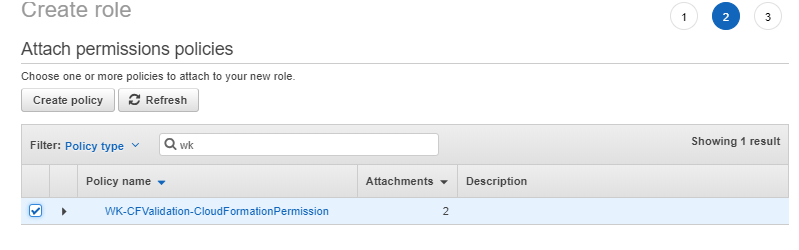 Create role
1 2 3
Attach permissions policies
Choose one or more policies to attach to your new role.
Create policy Refresh
Filter: Policy type wk Showing 1 result
Policy name Attachments Description
WK-CFValidation-CloudFormationPermission 2